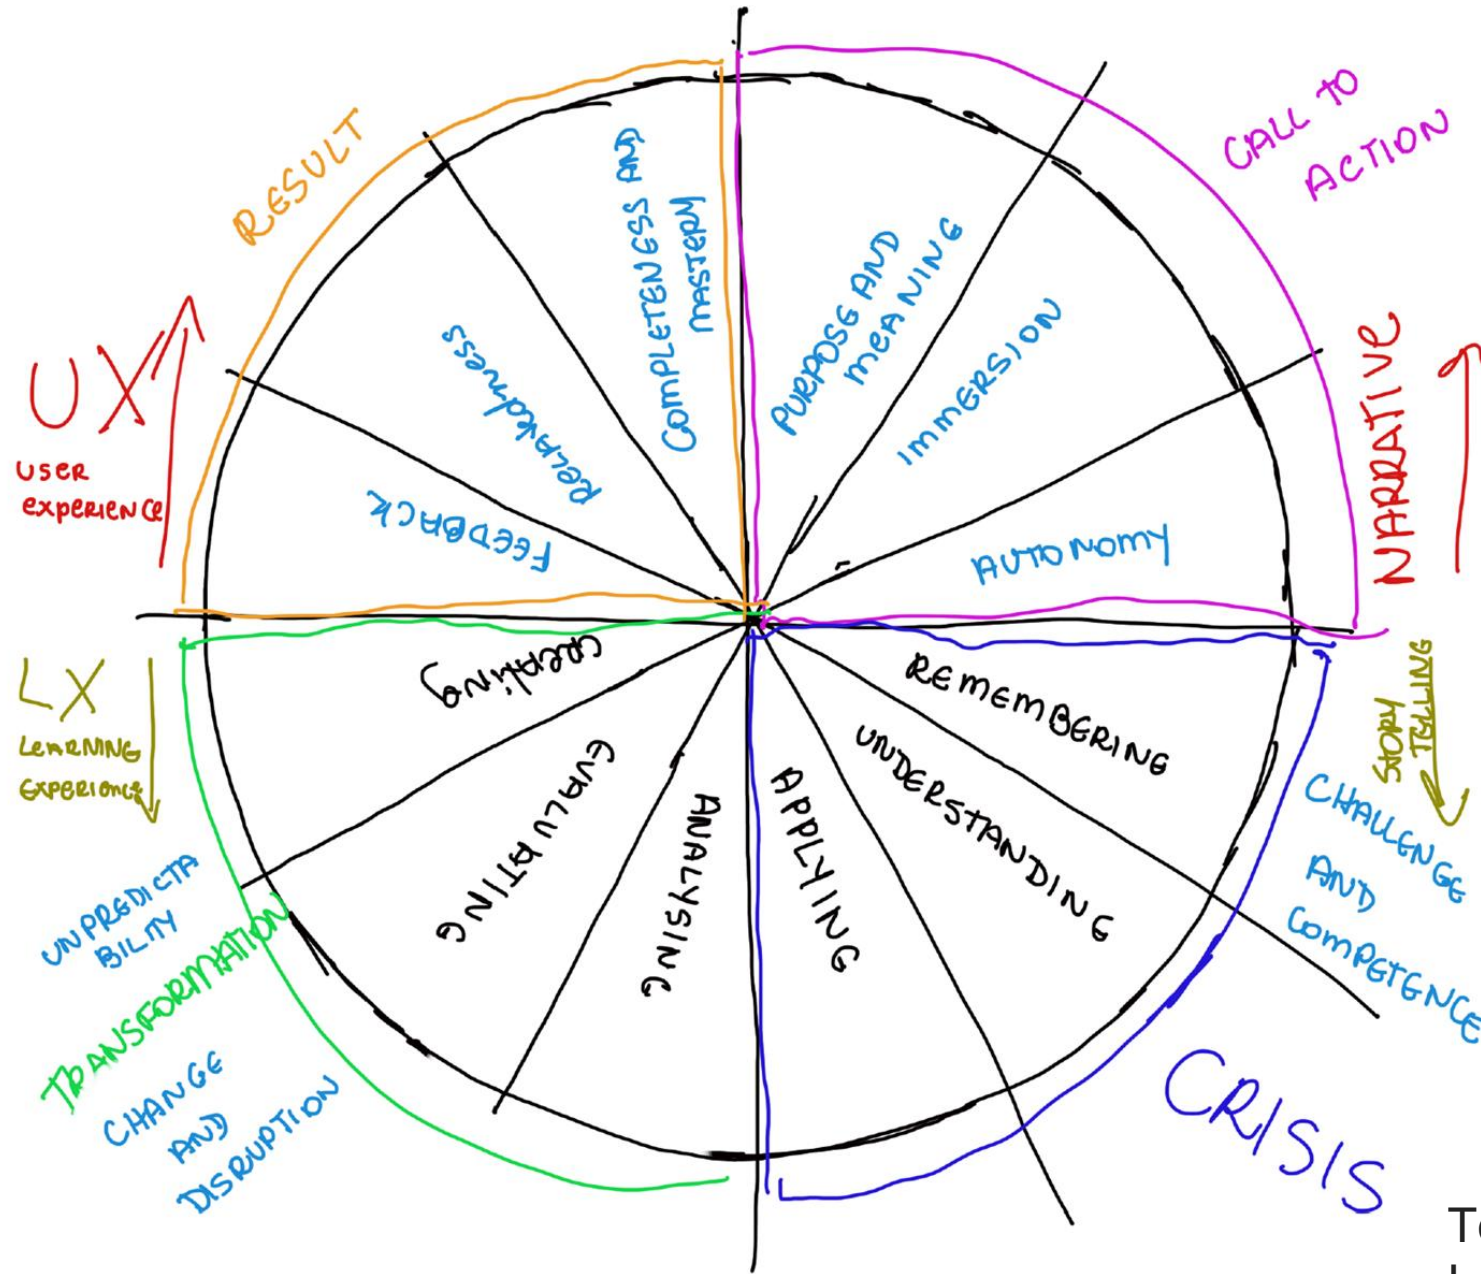 CALL TO
ACTION
RESULT
COMPLETENESS AND
MASTERY
PURPOSE AND
MEANING
IMMERSION
AUTONOMY
RELATEDNESS
FEEDBACK
UX
USER
EXPERIENCE
NARRATIVE
LX
LEARNING
EXPERIENCE
STORY
TELLING
REMEMBERING
UNDERSTANDING
APPLYING
ANALYSING
EVALUATING
CREATING
CHALLENGE
AND
COMPETENCE
CRISIS
UNPREDICTA
BILITY
TRANSFORMATION
CHANGE
AND
DISRUPTION